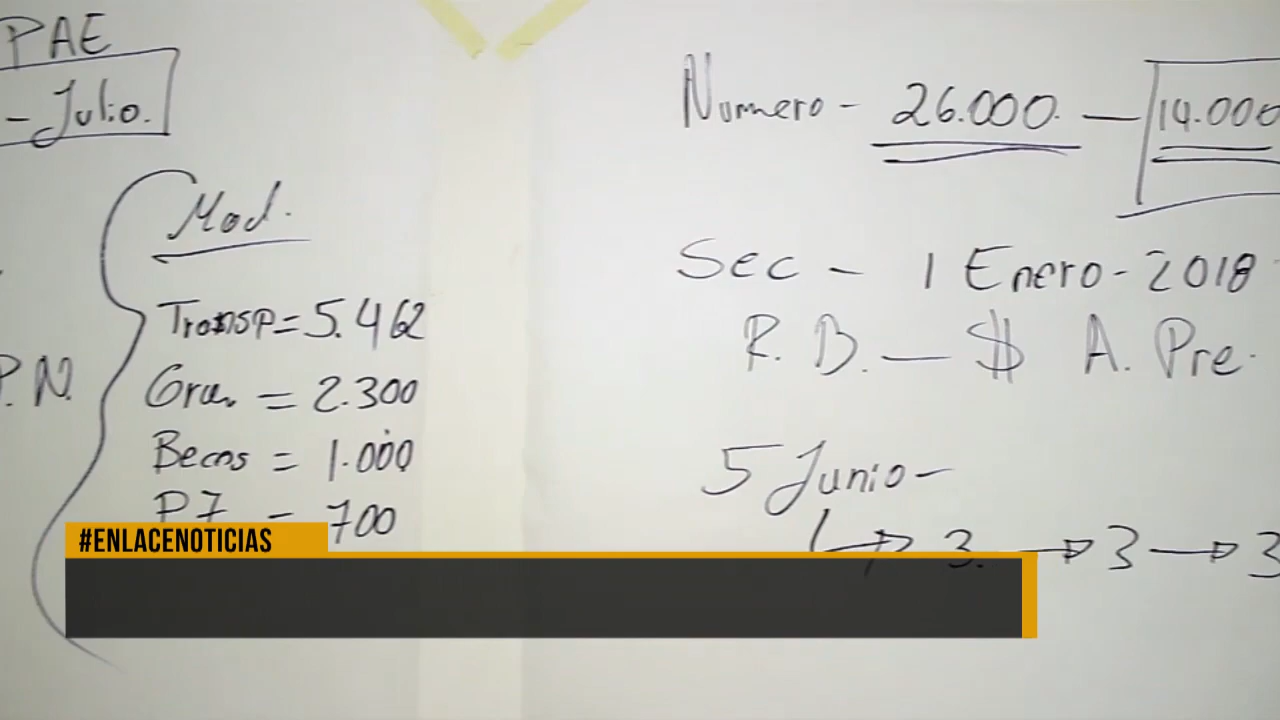 PAE
- Julio.
Mod.
Transp = 5.462
Gra. = 2.300
Becas = 1.000
P7 - 700
P.N.
Numero - 26.000. - 14.000
Sec - 1 Enero - 2018
R. B. - $ A. Pre.
5 Junio -
3. → 3 → 3
#ENLACENOTICIAS